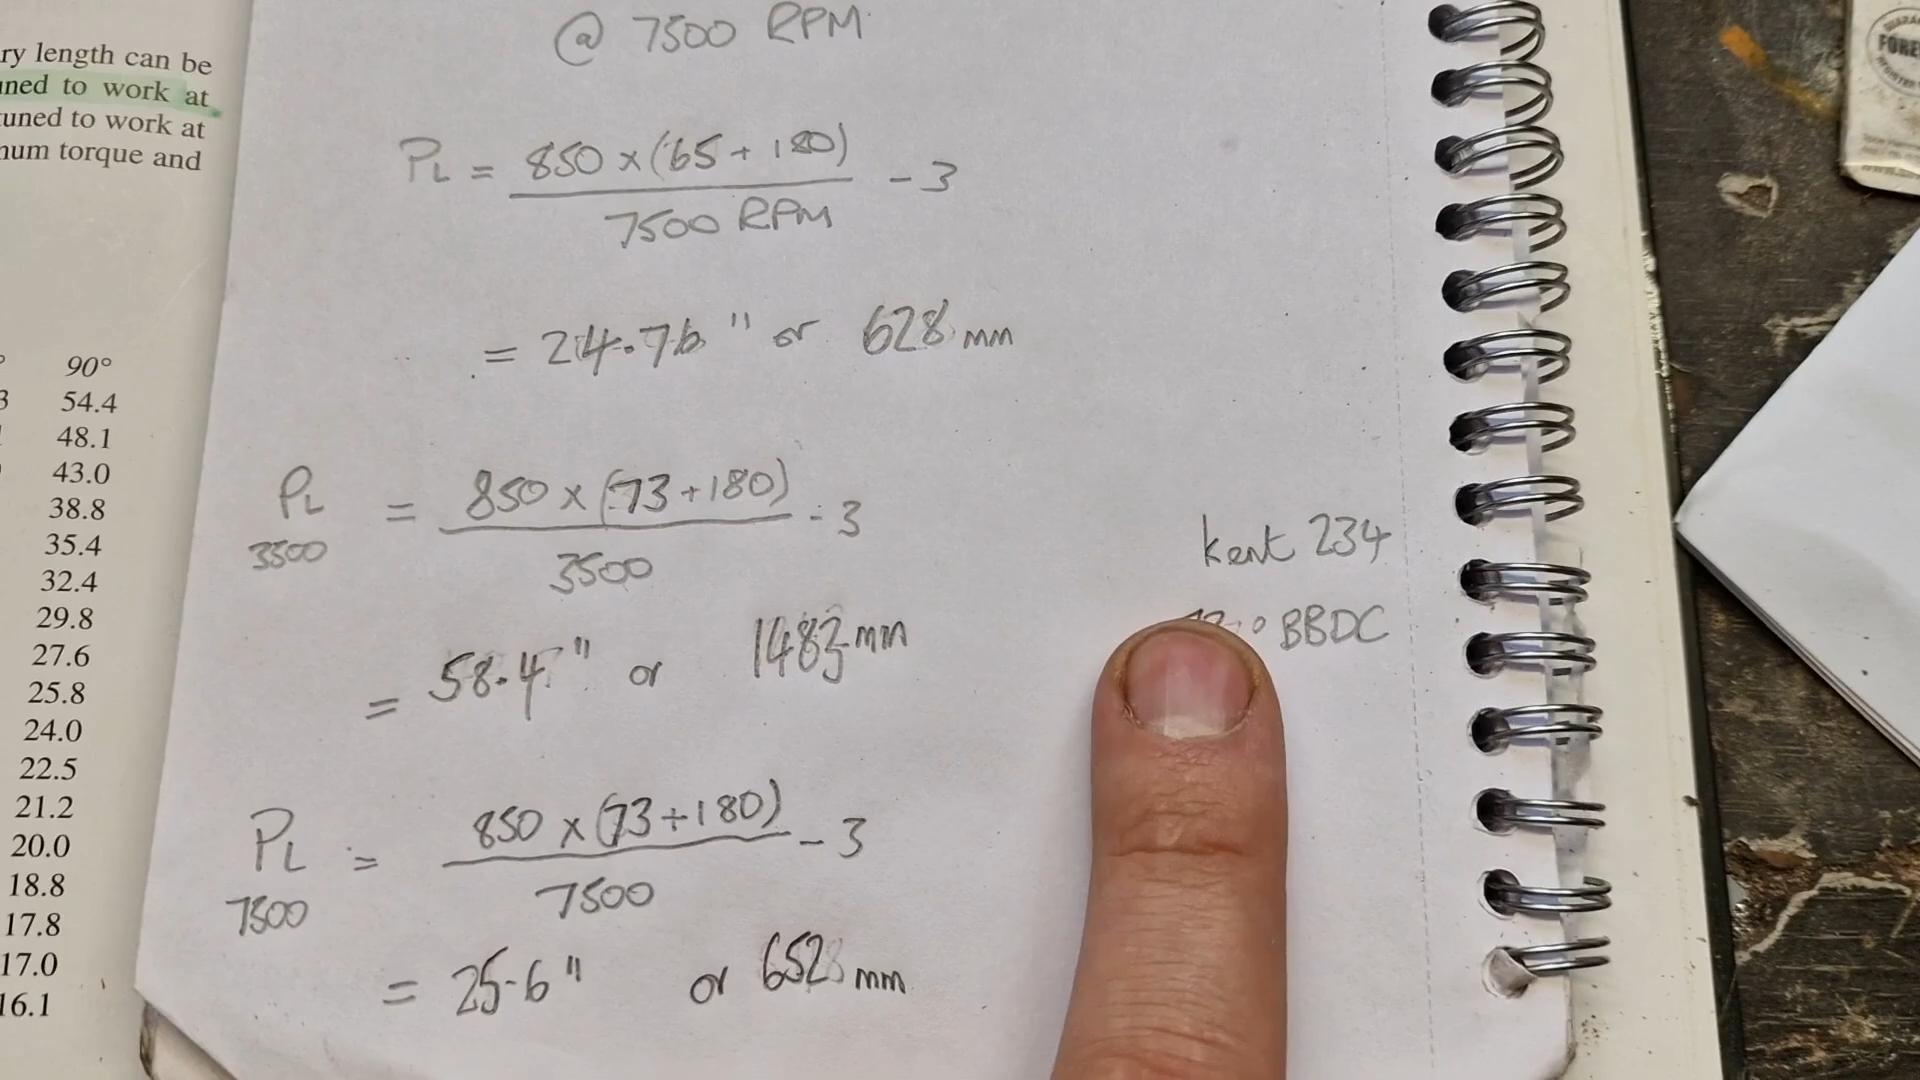 ry length can be
ned to work at
uned to work at
num torque and
90°
54.4
48.1
43.0
38.8
35.4
32.4
29.8
27.6
25.8
24.0
22.5
21.2
20.0
18.8
17.8
17.0
16.1
@ 7500 RPM
PL = 850 x (65 + 180) - 3
7500 RPM
= 24.76 " or 628 mm
PL = 850 x (73 + 180) - 3
3500 3500
= 58.4 " or 1483 mm
kent 234
BBDC
PL = 850 x (73 + 180) - 3
7500 7500
= 25.6 " or 652 mm
FORE